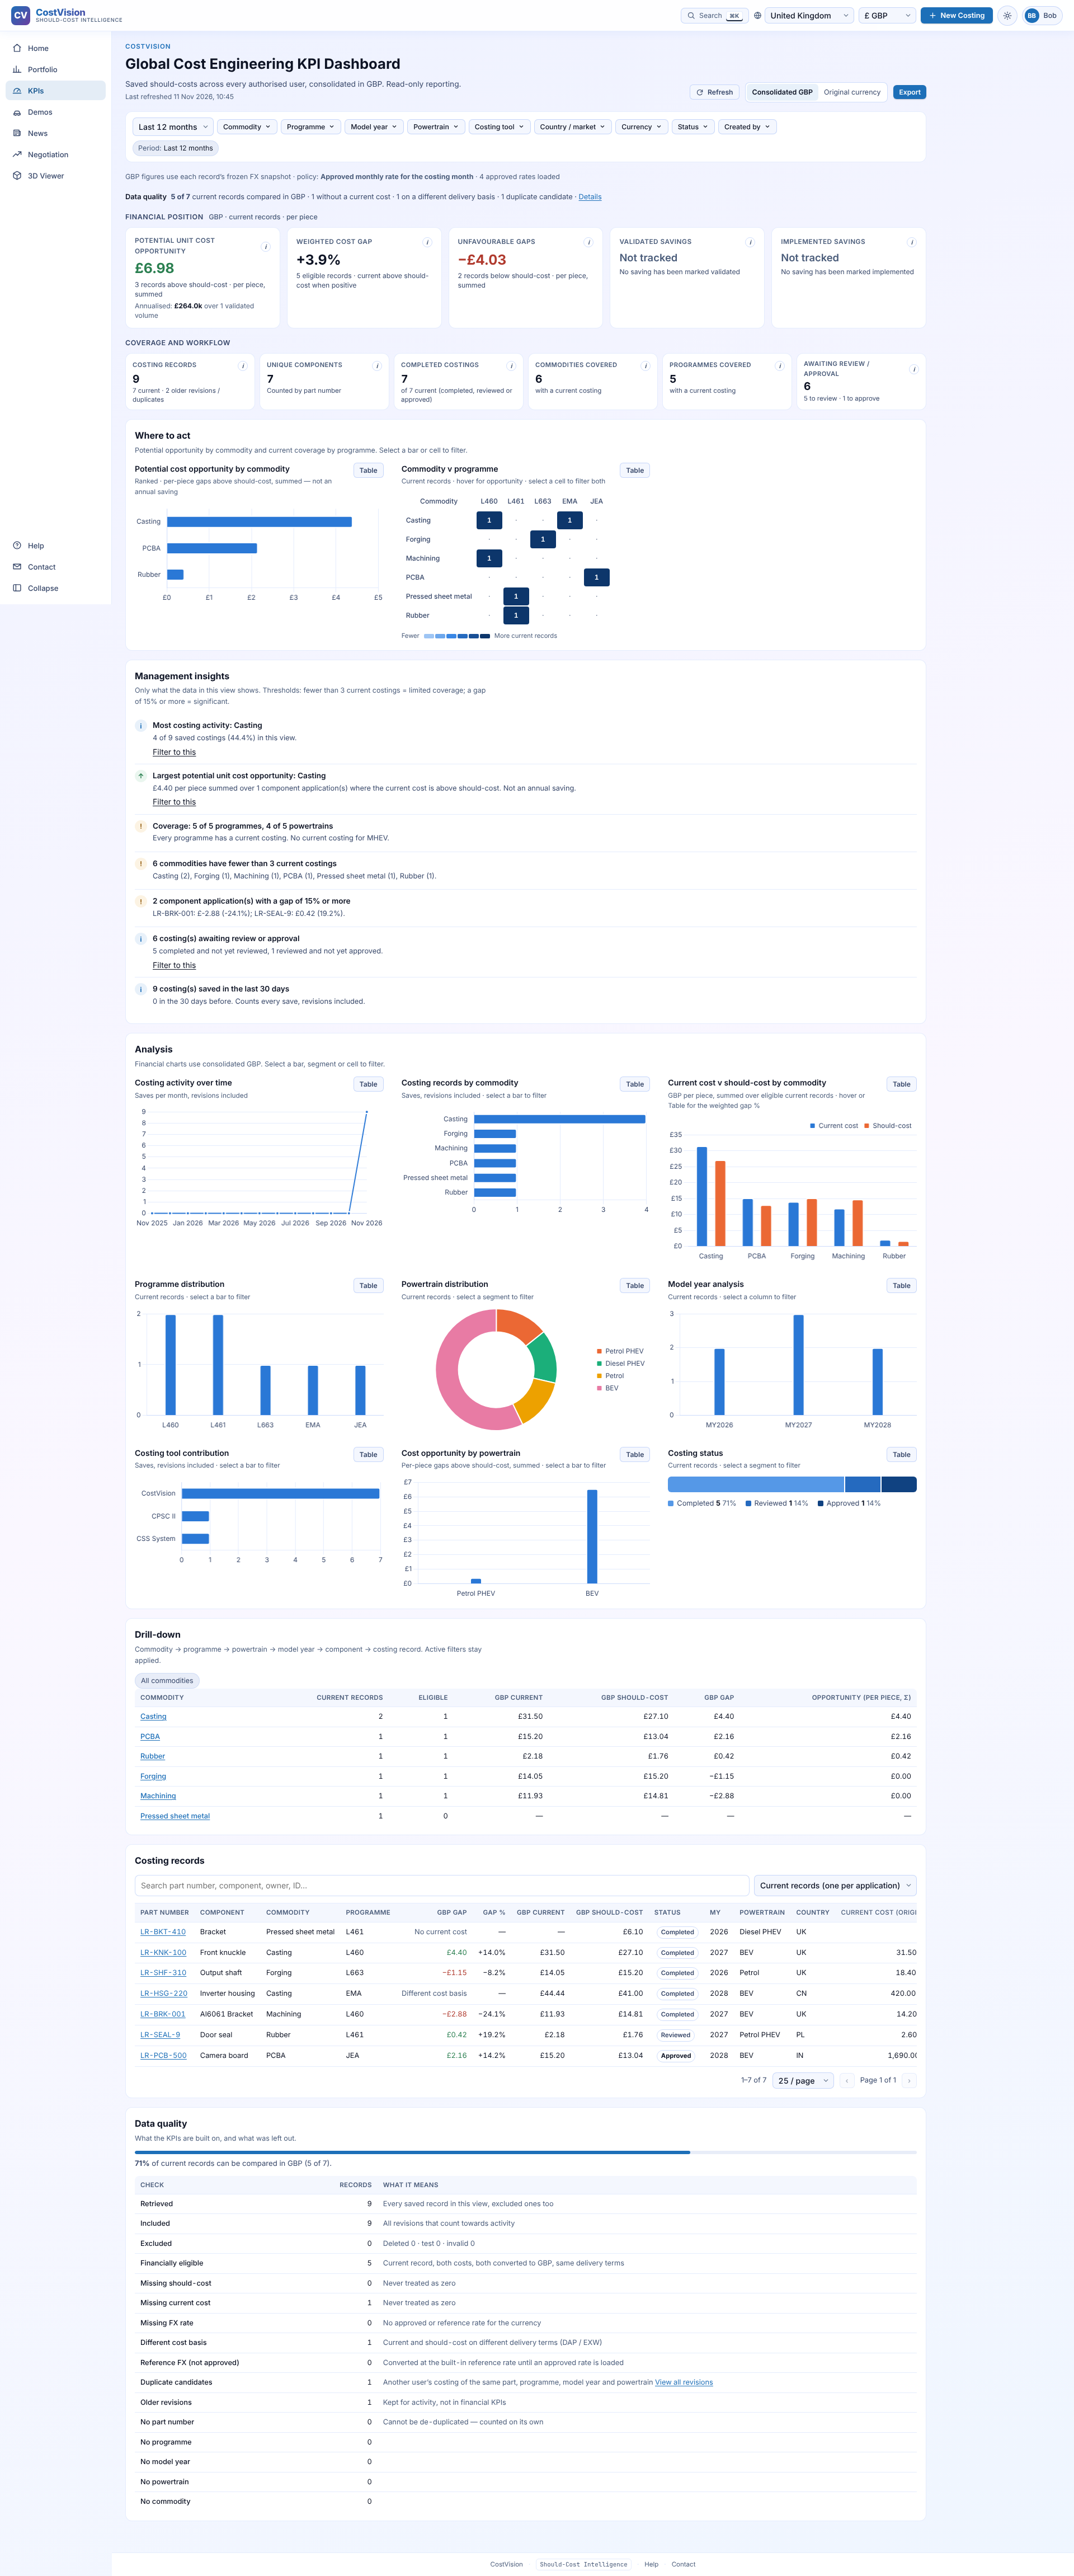 CV CostVision
SHOULD-COST INTELLIGENCE
Search ⌘K
United Kingdom
£ GBP
+ New Costing
BB Bob
Home
Portfolio
KPIs
Demos
News
Negotiation
3D Viewer
Help
Contact
Collapse
COSTVISION
Global Cost Engineering KPI Dashboard
Saved should-costs across every authorised user, consolidated in GBP. Read-only reporting.
Last refreshed 11 Nov 2026, 10:45
Refresh
Consolidated GBP Original currency
Export
Last 12 months Commodity Programme Model year Powertrain Costing tool Country / market Currency Status Created by
Period: Last 12 months
GBP figures use each record's frozen FX snapshot · policy: Approved monthly rate for the costing month · 4 approved rates loaded
Data quality 5 of 7 current records compared in GBP · 1 without a current cost · 1 on a different delivery basis · 1 duplicate candidate · Details
FINANCIAL POSITION GBP · current records · per piece
POTENTIAL UNIT COST
OPPORTUNITY
i
£6.98
3 records above should-cost · per piece,
summed
Annualised: £264.0k over 1 validated
volume
WEIGHTED COST GAP
i
+3.9%
5 eligible records · current above should-
cost when positive
UNFAVOURABLE GAPS
i
−£4.03
2 records below should-cost · per piece,
summed
VALIDATED SAVINGS
i
Not tracked
No saving has been marked validated
IMPLEMENTED SAVINGS
i
Not tracked
No saving has been marked implemented
COVERAGE AND WORKFLOW
COSTING RECORDS
i
9
7 current · 2 older revisions /
duplicates
UNIQUE COMPONENTS
i
7
Counted by part number
COMPLETED COSTINGS
i
7
of 7 current (completed, reviewed or
approved)
COMMODITIES COVERED
i
6
with a current costing
PROGRAMMES COVERED
i
5
with a current costing
AWAITING REVIEW /
APPROVAL
i
6
5 to review · 1 to approve
Where to act
Potential opportunity by commodity and current coverage by programme. Select a bar or cell to filter.
Potential cost opportunity by commodity
Table
Ranked · per-piece gaps above should-cost, summed — not an
annual saving
Casting
PCBA
Rubber
£0 £1 £2 £3 £4 £5
Commodity v programme
Table
Current records · hover for opportunity · select a cell to filter both
Commodity L460 L461 L663 EMA JEA
Casting 1 · · 1 ·
Forging · · 1 · ·
Machining 1 · · · ·
PCBA · · · · 1
Pressed sheet metal · 1 · · ·
Rubber · 1 · · ·
Fewer More current records
Management insights
Only what the data in this view shows. Thresholds: fewer than 3 current costings = limited coverage; a gap
of 15% or more = significant.
i Most costing activity: Casting
4 of 9 saved costings (44.4%) in this view.
Filter to this
↑ Largest potential unit cost opportunity: Casting
£4.40 per piece summed over 1 component application(s) where the current cost is above should-cost. Not an annual saving.
Filter to this
! Coverage: 5 of 5 programmes, 4 of 5 powertrains
Every programme has a current costing. No current costing for MHEV.
! 6 commodities have fewer than 3 current costings
Casting (2), Forging (1), Machining (1), PCBA (1), Pressed sheet metal (1), Rubber (1).
! 2 component application(s) with a gap of 15% or more
LR-BRK-001: £-2.88 (-24.1%); LR-SEAL-9: £0.42 (19.2%).
i 6 costing(s) awaiting review or approval
5 completed and not yet reviewed, 1 reviewed and not yet approved.
Filter to this
i 9 costing(s) saved in the last 30 days
0 in the 30 days before. Counts every save, revisions included.
Analysis
Financial charts use consolidated GBP. Select a bar, segment or cell to filter.
Costing activity over time
Table
Saves per month, revisions included
9
8
7
6
5
4
3
2
1
0
Nov 2025 Jan 2026 Mar 2026 May 2026 Jul 2026 Sep 2026 Nov 2026
Costing records by commodity
Table
Saves, revisions included · select a bar to filter
Casting
Forging
Machining
PCBA
Pressed sheet metal
Rubber
0 1 2 3 4
Current cost v should-cost by commodity
Table
GBP per piece, summed over eligible current records · hover or
Table for the weighted gap %
Current cost Should-cost
£35
£30
£25
£20
£15
£10
£5
£0
Casting PCBA Forging Machining Rubber
Programme distribution
Table
Current records · select a bar to filter
2
1
0
L460 L461 L663 EMA JEA
Powertrain distribution
Table
Current records · select a segment to filter
Petrol PHEV
Diesel PHEV
Petrol
BEV
Model year analysis
Table
Current records · select a column to filter
3
2
1
0
MY2026 MY2027 MY2028
Costing tool contribution
Table
Saves, revisions included · select a bar to filter
CostVision
CPSC II
CSS System
0 1 2 3 4 5 6 7
Cost opportunity by powertrain
Table
Per-piece gaps above should-cost, summed · select a bar to filter
£7
£6
£5
£4
£3
£2
£1
£0
Petrol PHEV BEV
Costing status
Table
Current records · select a segment to filter
Completed 5 71% Reviewed 1 14% Approved 1 14%
Drill-down
Commodity → programme → powertrain → model year → component → costing record. Active filters stay
applied.
All commodities
COMMODITY CURRENT RECORDS ELIGIBLE GBP CURRENT GBP SHOULD-COST GBP GAP OPPORTUNITY (PER PIECE, Σ)
Casting 2 1 £31.50 £27.10 £4.40 £4.40
PCBA 1 1 £15.20 £13.04 £2.16 £2.16
Rubber 1 1 £2.18 £1.76 £0.42 £0.42
Forging 1 1 £14.05 £15.20 −£1.15 £0.00
Machining 1 1 £11.93 £14.81 −£2.88 £0.00
Pressed sheet metal 1 0 — — — —
Costing records
Search part number, component, owner, ID...
Current records (one per application)
PART NUMBER COMPONENT COMMODITY PROGRAMME GBP GAP GAP % GBP CURRENT GBP SHOULD-COST STATUS MY POWERTRAIN COUNTRY CURRENT COST (ORIGI
LR-BKT-410 Bracket Pressed sheet metal L461 No current cost — — £6.10 Completed 2026 Diesel PHEV UK
LR-KNK-100 Front knuckle Casting L460 £4.40 +14.0% £31.50 £27.10 Completed 2027 BEV UK 31.50
LR-SHF-310 Output shaft Forging L663 −£1.15 −8.2% £14.05 £15.20 Completed 2026 Petrol UK 18.40
LR-HSG-220 Inverter housing Casting EMA Different cost basis — £44.44 £41.00 Completed 2028 BEV CN 420.00
LR-BRK-001 Al6061 Bracket Machining L460 −£2.88 −24.1% £11.93 £14.81 Completed 2027 BEV UK 14.20
LR-SEAL-9 Door seal Rubber L461 £0.42 +19.2% £2.18 £1.76 Reviewed 2027 Petrol PHEV PL 2.60
LR-PCB-500 Camera board PCBA JEA £2.16 +14.2% £15.20 £13.04 Approved 2028 BEV IN 1,690.00
1–7 of 7 25 / page ‹ Page 1 of 1 ›
Data quality
What the KPIs are built on, and what was left out.
71% of current records can be compared in GBP (5 of 7).
CHECK RECORDS WHAT IT MEANS
Retrieved 9 Every saved record in this view, excluded ones too
Included 9 All revisions that count towards activity
Excluded 0 Deleted 0 · test 0 · invalid 0
Financially eligible 5 Current record, both costs, both converted to GBP, same delivery terms
Missing should-cost 0 Never treated as zero
Missing current cost 1 Never treated as zero
Missing FX rate 0 No approved or reference rate for the currency
Different cost basis 1 Current and should-cost on different delivery terms (DAP / EXW)
Reference FX (not approved) 0 Converted at the built-in reference rate until an approved rate is loaded
Duplicate candidates 1 Another user's costing of the same part, programme, model year and powertrain View all revisions
Older revisions 1 Kept for activity, not in financial KPIs
No part number 0 Cannot be de-duplicated — counted on its own
No programme 0
No model year 0
No powertrain 0
No commodity 0
CostVision Should-Cost Intelligence Help Contact